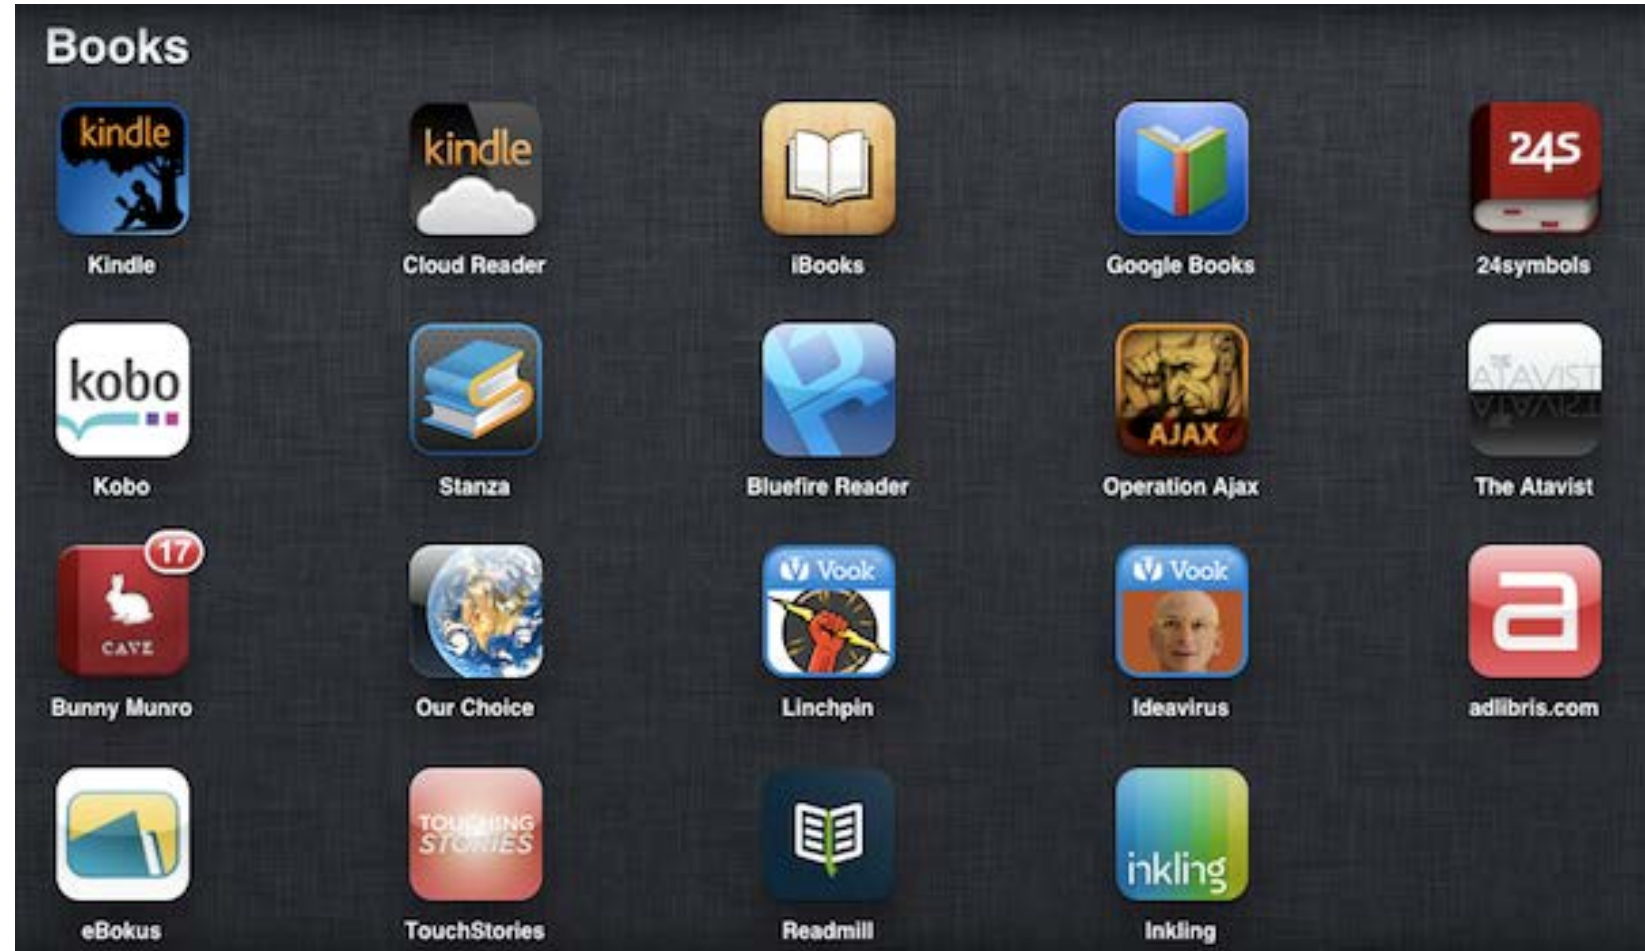 Books
kindle
kindle
24S
Kindle
Cloud Reader
iBooks
Google Books
24symbols
kobo
AJAX
THE
ATAVIST
Kobo
Stanza
Bluefire Reader
Operation Ajax
The Atavist
17
CAVE
Vook
Vook
a
Bunny Munro
Our Choice
Linchpin
Ideavirus
adlibris.com
TOUCHING
STORIES
inkling
eBokus
TouchStories
Readmill
Inkling